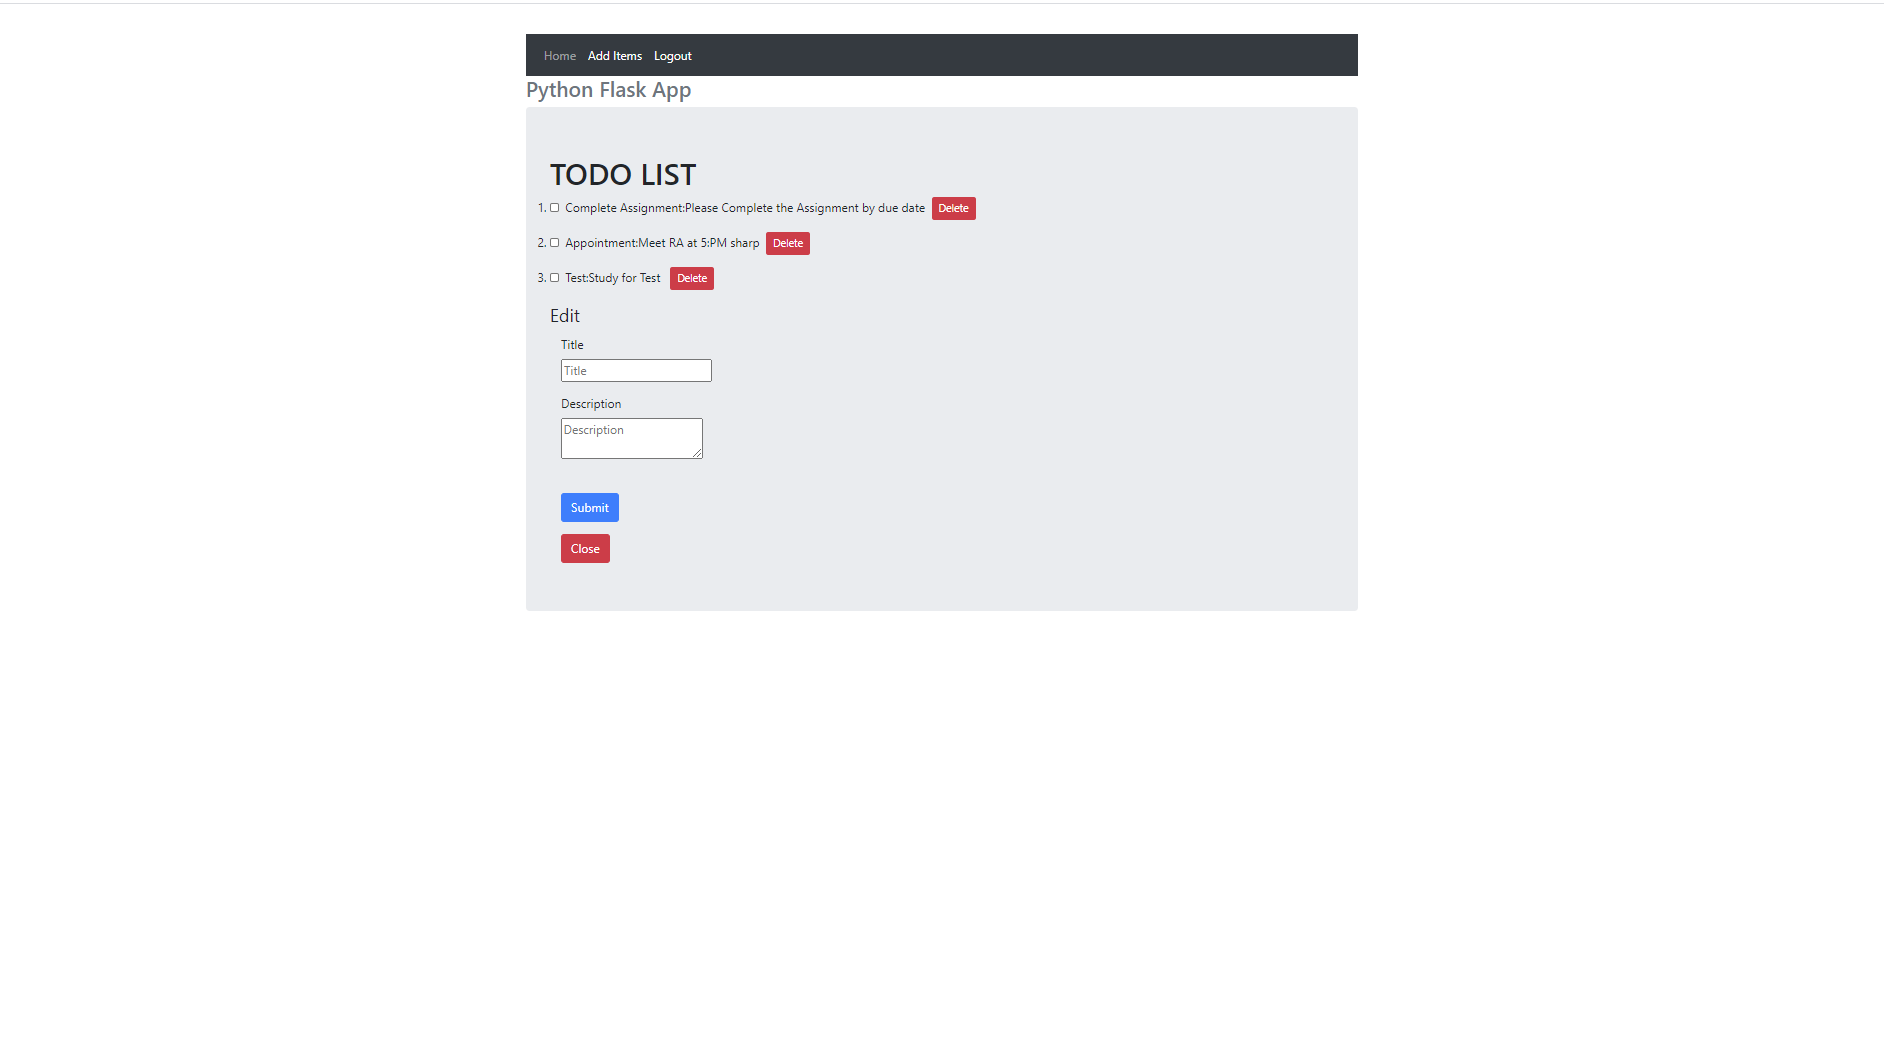 Home Add Items Logout
Python Flask App
TODO LIST
1. Complete Assignment:Please Complete the Assignment by due date Delete
2. Appointment:Meet RA at 5:PM sharp Delete
3. Test:Study for Test Delete
Edit
Title
Title
Description
Description
Submit
Close